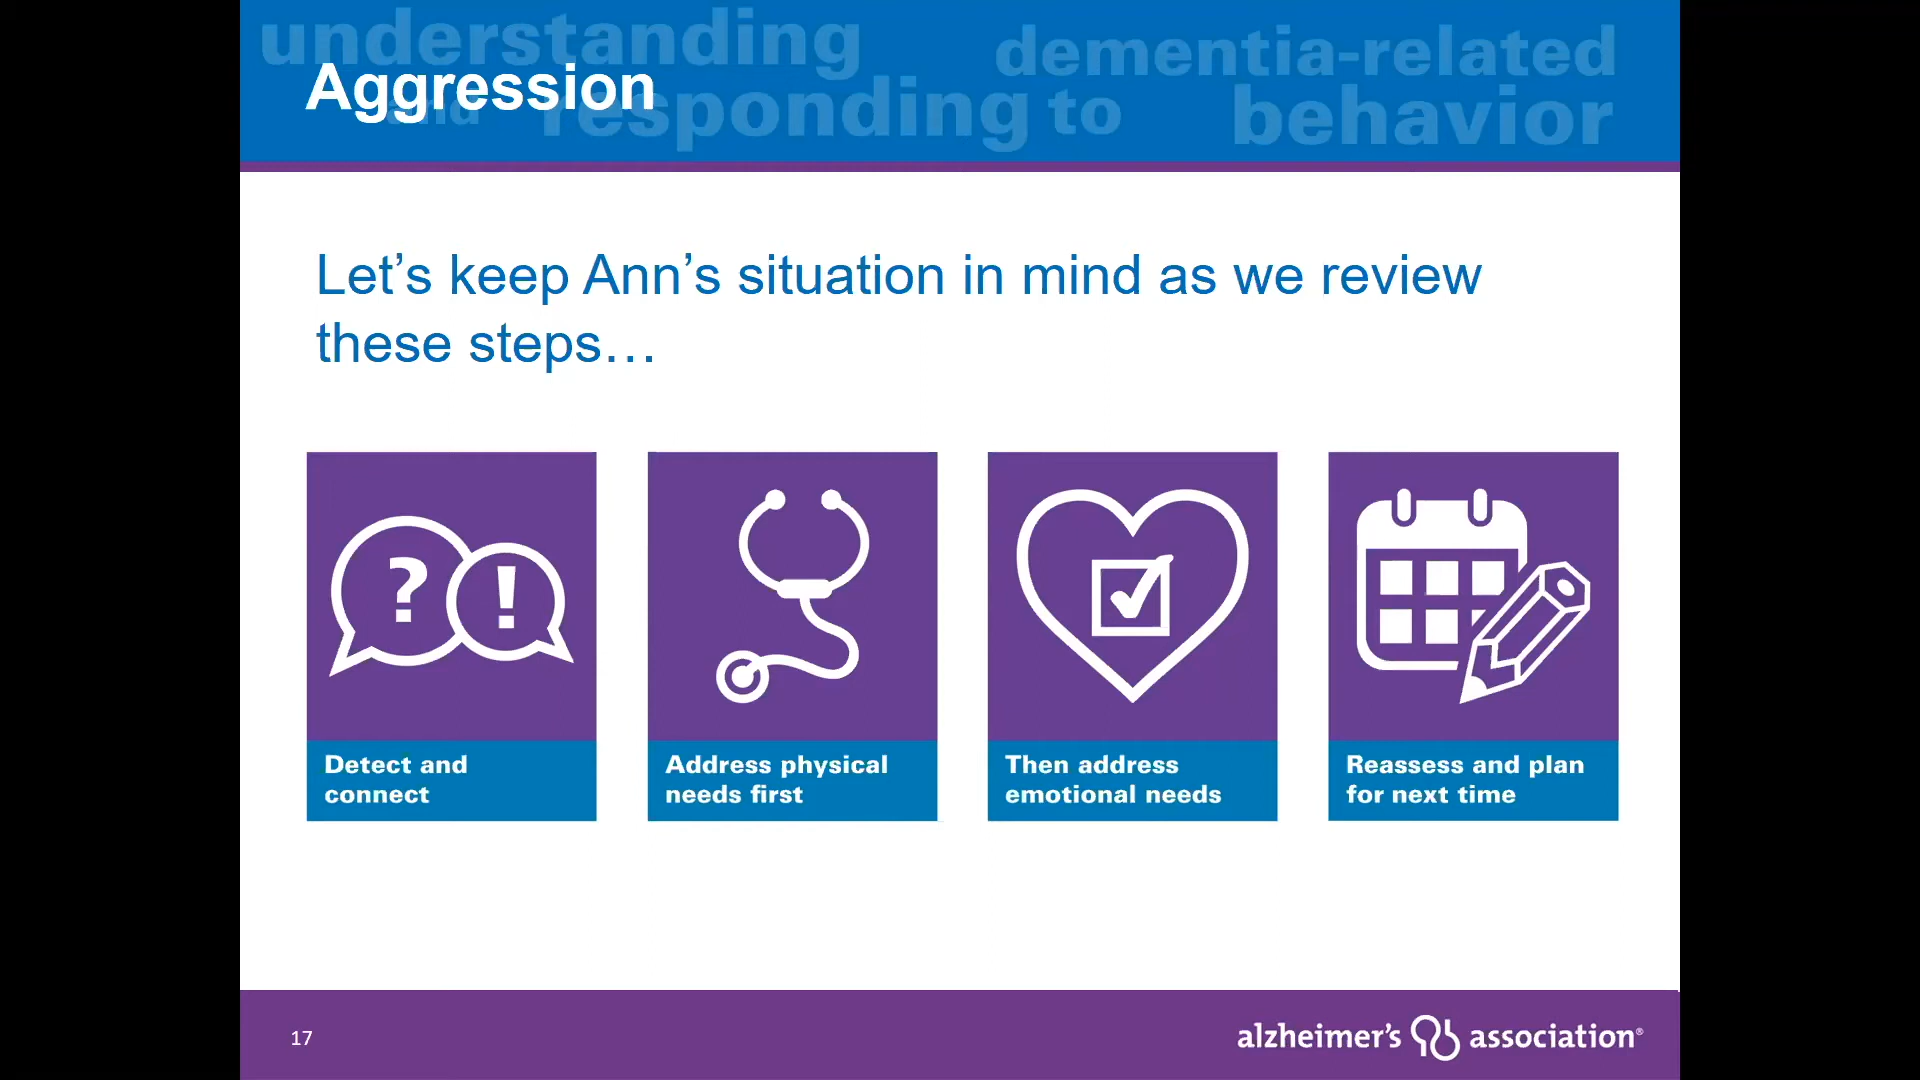 understanding
dementia-related
Aggression
and responding to
behavior
Let’s keep Ann’s situation in mind as we review
these steps…
?
!
Detect and
connect
Address physical
needs first
Then address
emotional needs
Reassess and plan
for next time
17
alzheimer’s association®